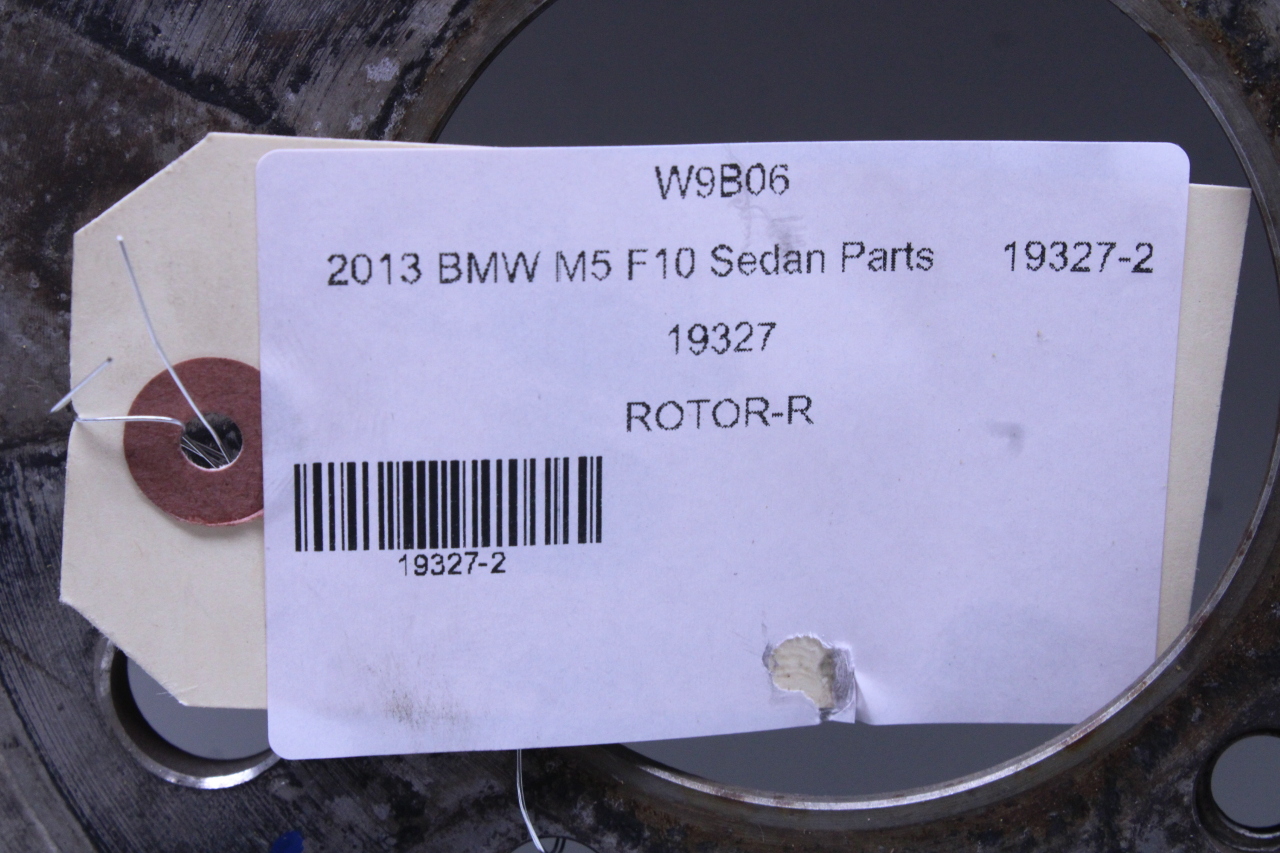 W9B06
2013 BMW M5 F10 Sedan Parts 19327-2
19327
ROTOR-R
19327-2